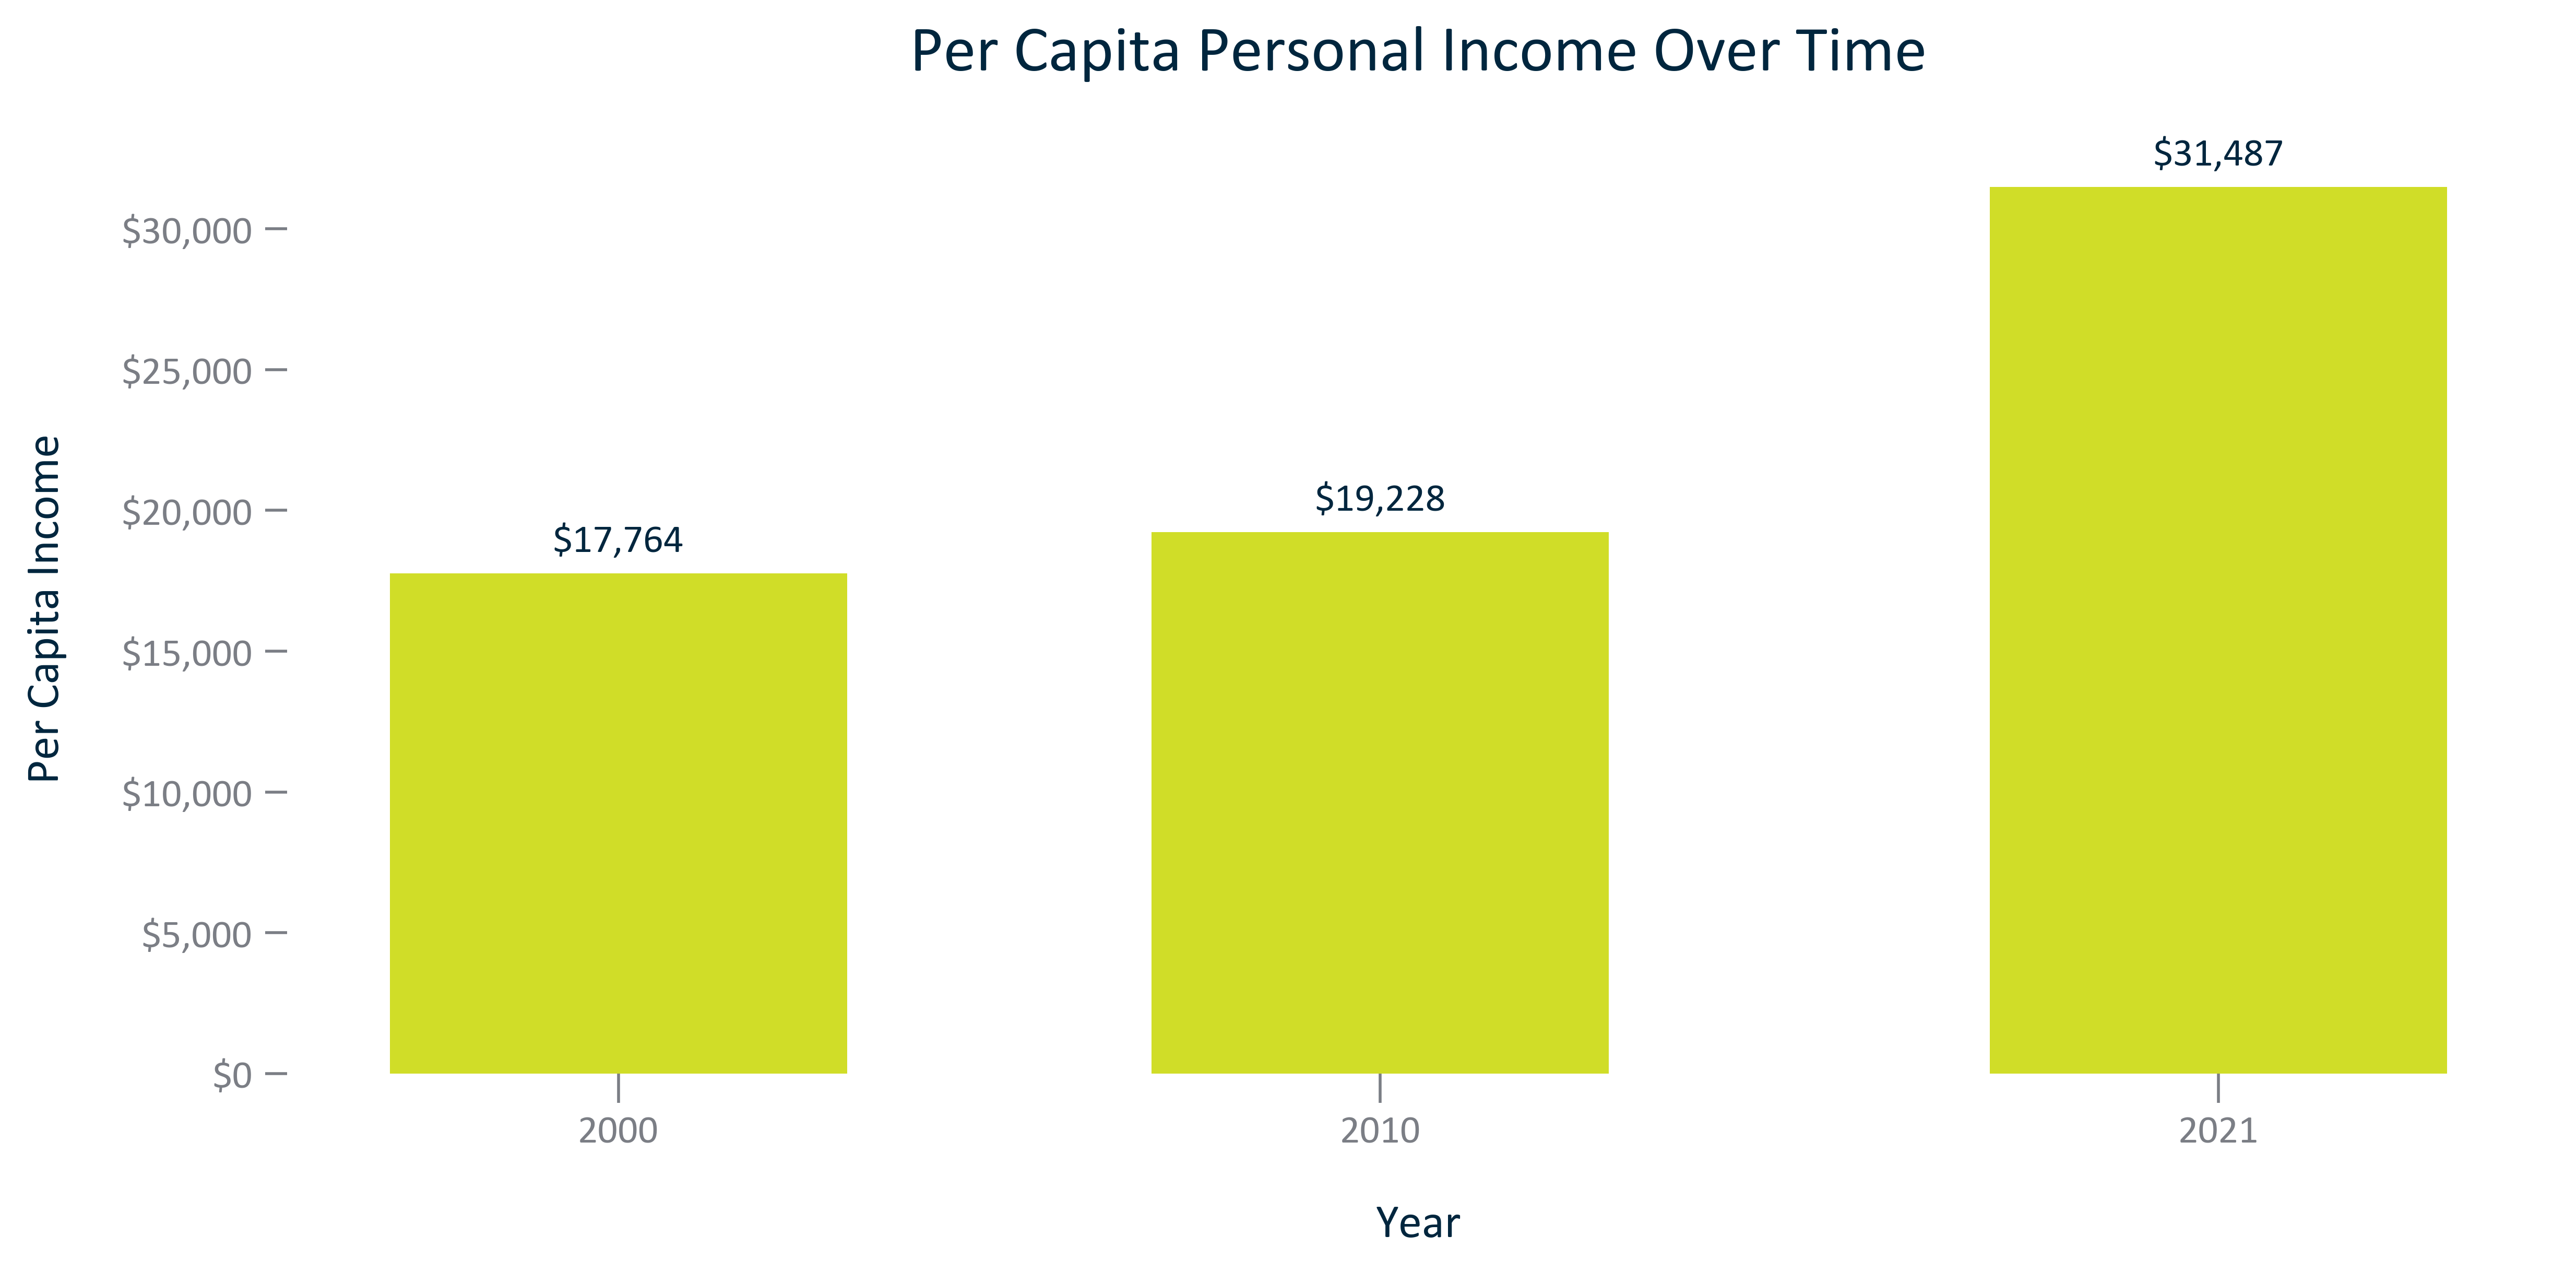 Per Capita Personal Income Over Time
$31,487
$30,000
$25,000
$20,000
$19,228
$17,764
$15,000
$10,000
$5,000
$0
Per Capita Income
2000 2010 2021
Year